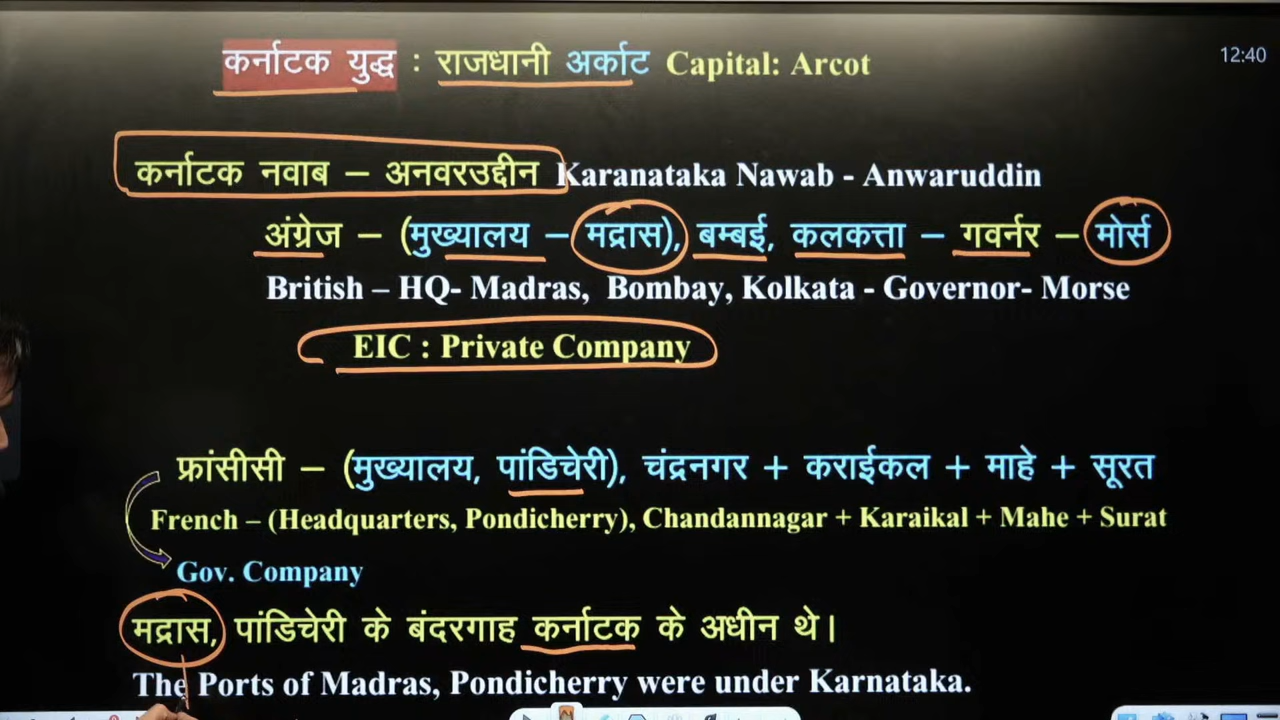 कर्नाटक युद्ध : राजधानी अर्काट Capital: Arcot
12:40
कर्नाटक नवाब – अनवरउद्दीन Karanataka Nawab - Anwaruddin
अंग्रेज – (मुख्यालय – मद्रास), बम्बई, कलकत्ता – गवर्नर – मोर्स
British – HQ- Madras, Bombay, Kolkata - Governor- Morse
EIC : Private Company
फ्रांसीसी – (मुख्यालय, पांडिचेरी), चंद्रनगर + कराईकल + माहे + सूरत
French – (Headquarters, Pondicherry), Chandannagar + Karaikal + Mahe + Surat
Gov. Company
मद्रास, पांडिचेरी के बंदरगाह कर्नाटक के अधीन थे।
The Ports of Madras, Pondicherry were under Karnataka.